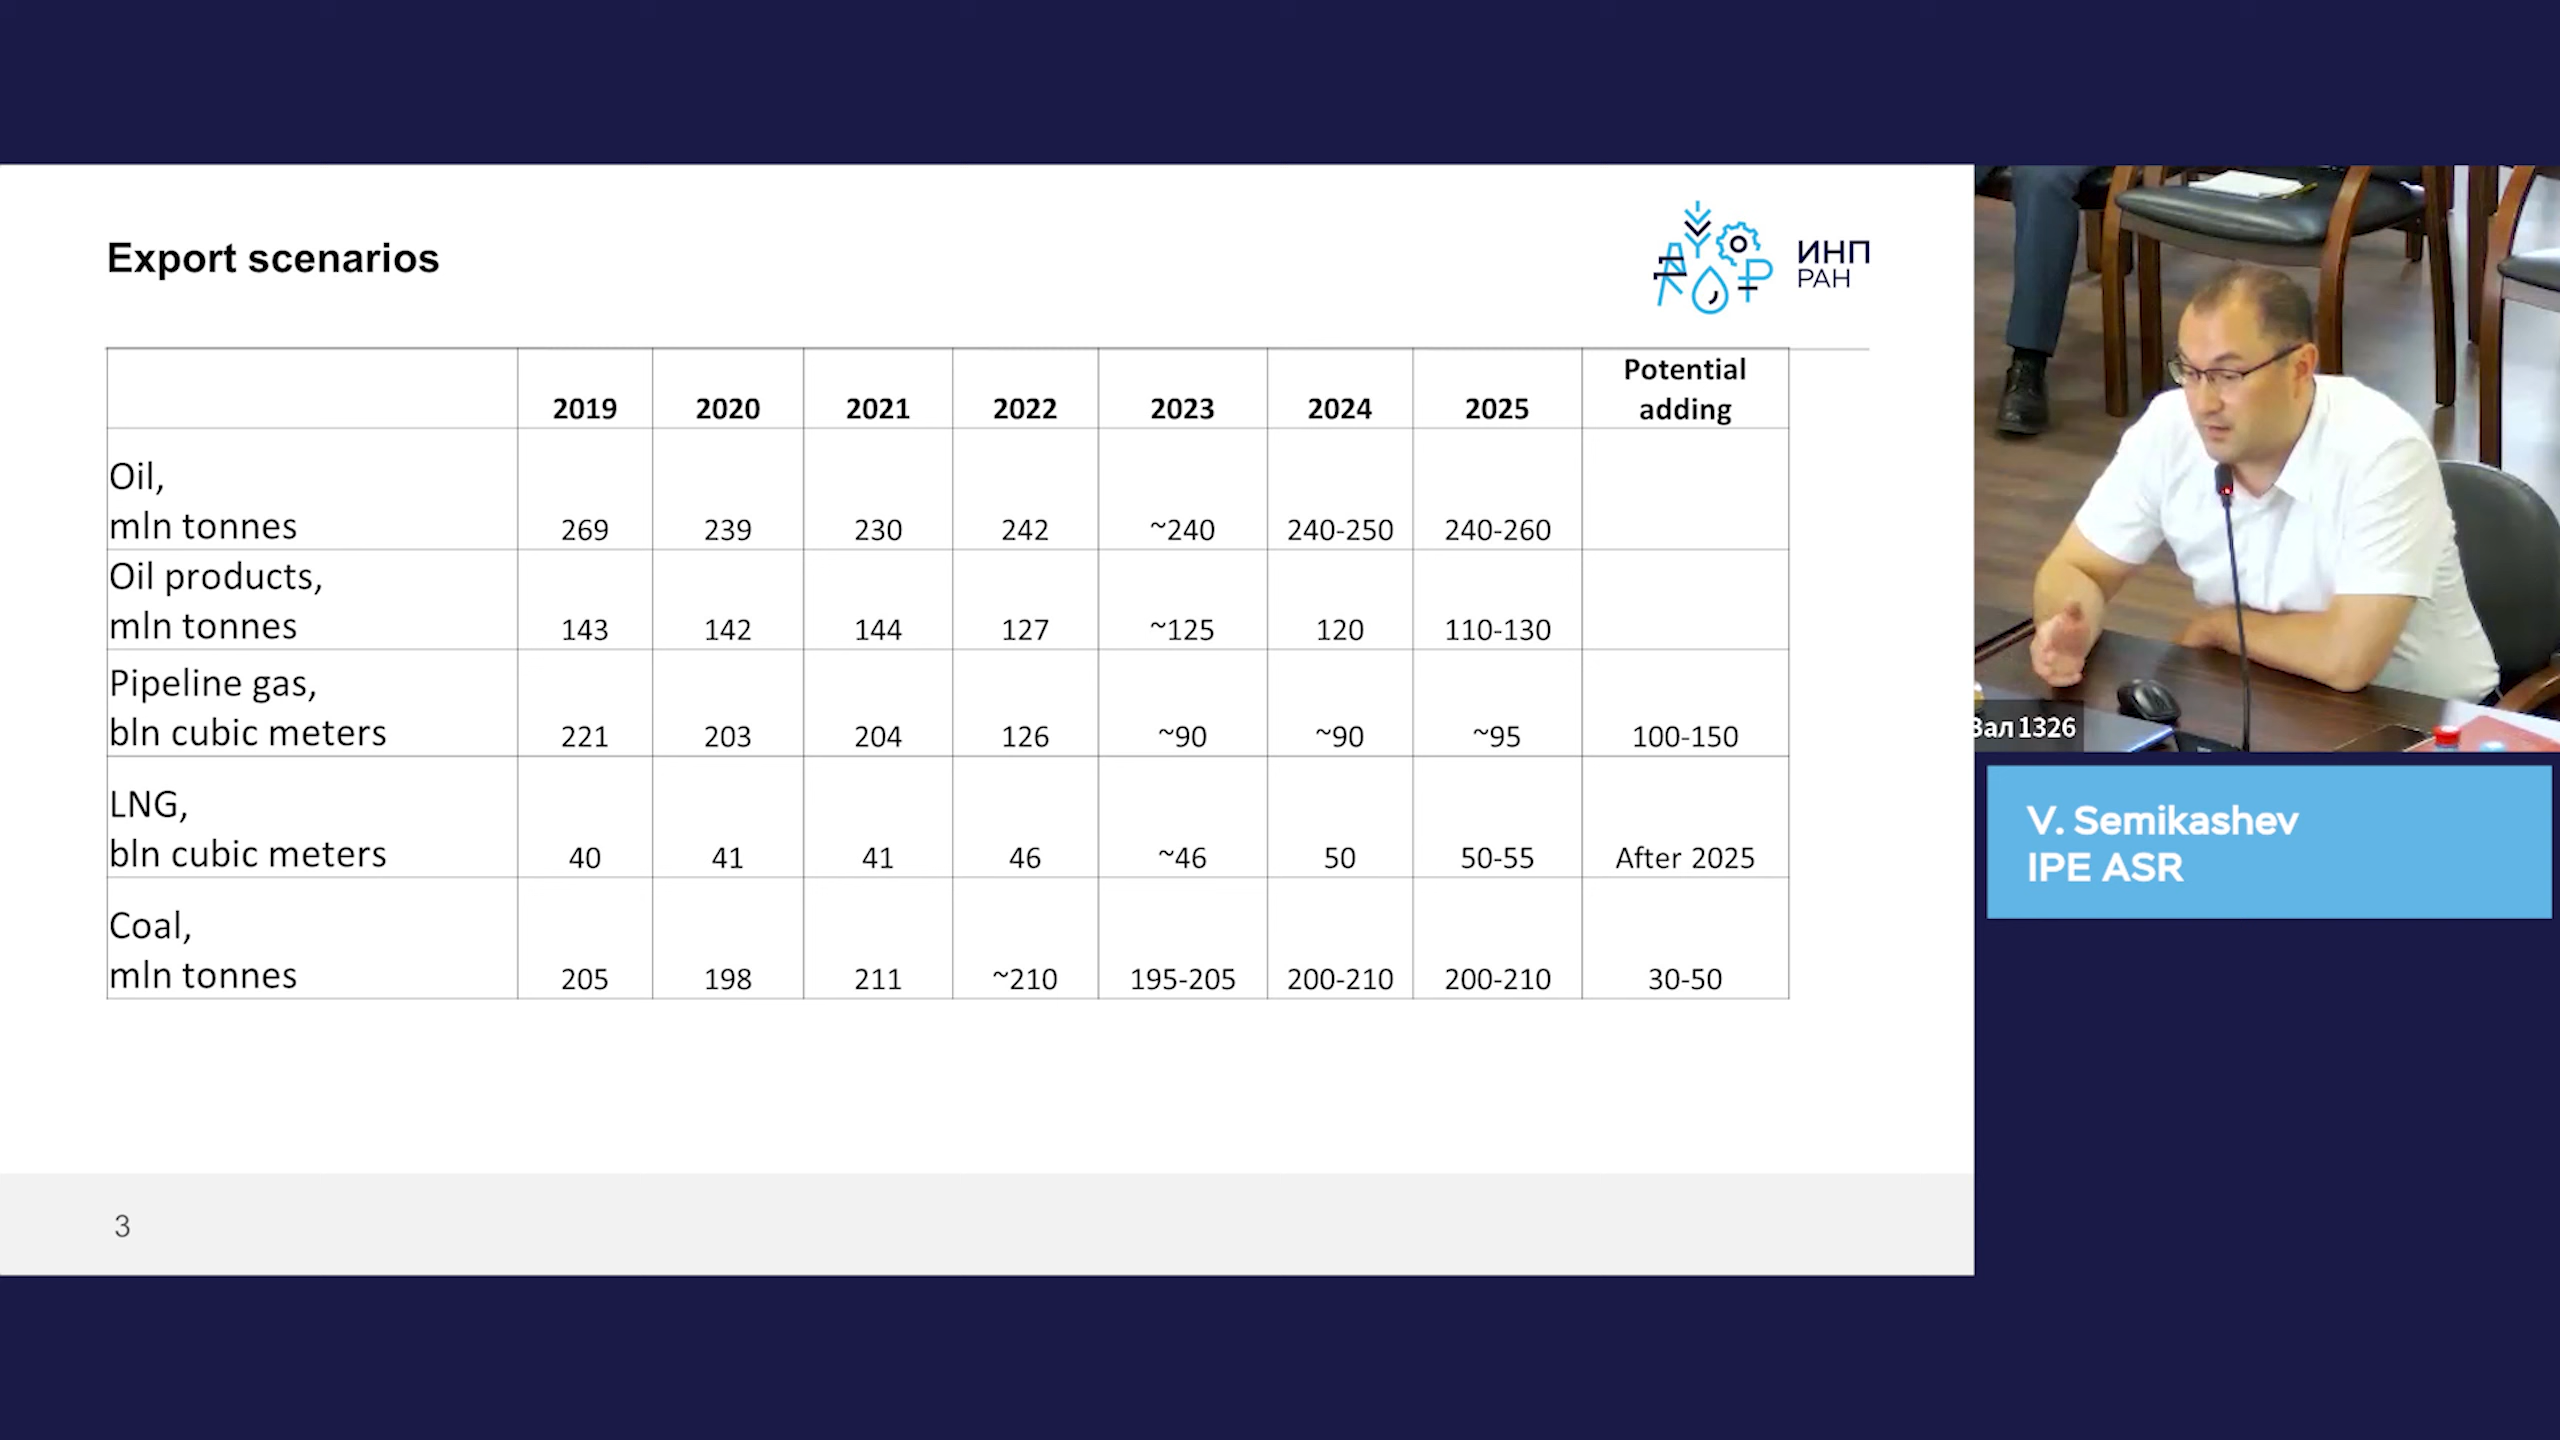 Export scenarios
ИНП
РАН
2019 2020 2021 2022 2023 2024 2025 Potential adding
Oil,
mln tonnes 269 239 230 242 ~240 240-250 240-260
Oil products,
mln tonnes 143 142 144 127 ~125 120 110-130
Pipeline gas,
bln cubic meters 221 203 204 126 ~90 ~90 ~95 100-150
LNG,
bln cubic meters 40 41 41 46 ~46 50 50-55 After 2025
Coal,
mln tonnes 205 198 211 ~210 195-205 200-210 200-210 30-50
3
Зал 1326
V. Semikashev
IPE ASR